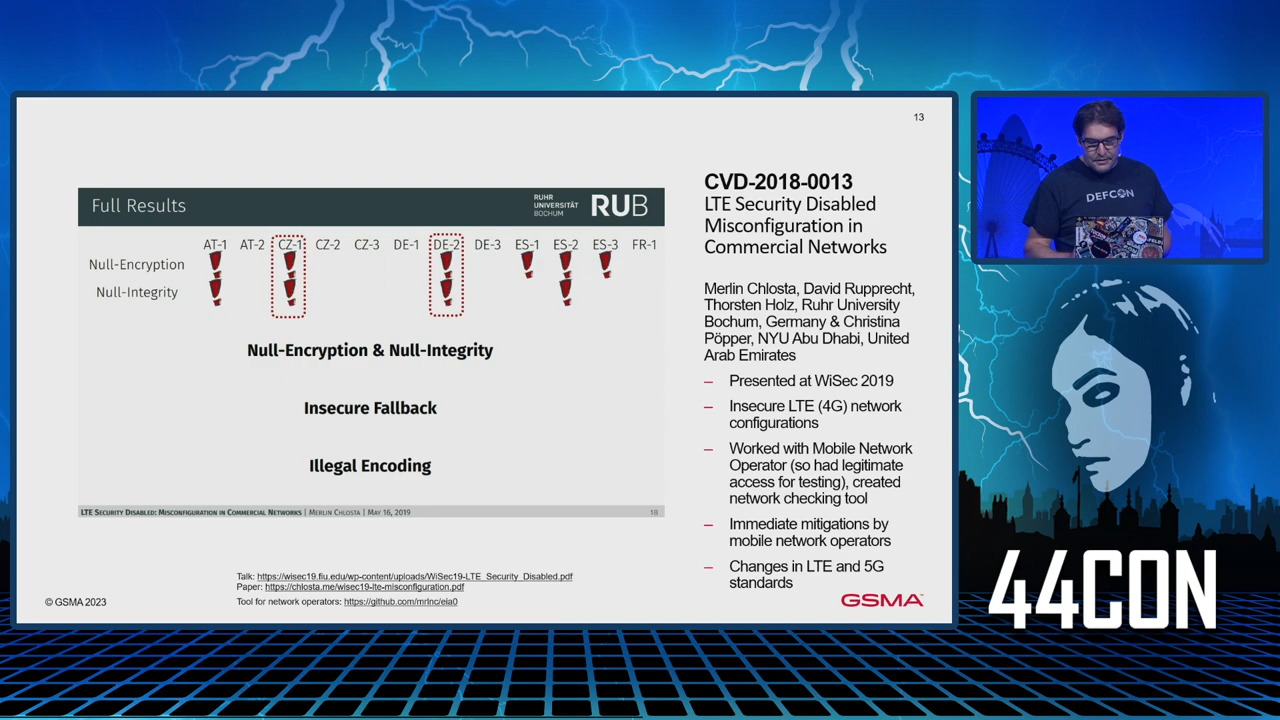 13
Full Results
RUHR
UNIVERSITÄT
BOCHUM
RUB
AT-1 AT-2 CZ-1 CZ-2 CZ-3 DE-1 DE-2 DE-3 ES-1 ES-2 ES-3 FR-1
Null-Encryption
Null-Integrity
Null-Encryption & Null-Integrity
Insecure Fallback
Illegal Encoding
LTE Security Disabled: Misconfiguration in Commercial Networks | Merlin Chlosta | May 16, 2019
18
Talk: https://wisec19.fiu.edu/wp-content/uploads/WiSec19-LTE_Security_Disabled.pdf
Paper: https://chlosta.me/wisec19-lte-misconfiguration.pdf
Tool for network operators: https://github.com/mrlnc/eia0
© GSMA 2023
CVD-2018-0013
LTE Security Disabled
Misconfiguration in
Commercial Networks
Merlin Chlosta, David Rupprecht,
Thorsten Holz, Ruhr University
Bochum, Germany & Christina
Pöpper, NYU Abu Dhabi, United
Arab Emirates
– Presented at WiSec 2019
– Insecure LTE (4G) network
configurations
– Worked with Mobile Network
Operator (so had legitimate
access for testing), created
network checking tool
– Immediate mitigations by
mobile network operators
– Changes in LTE and 5G
standards
GSMA™
DEFCON
44CON